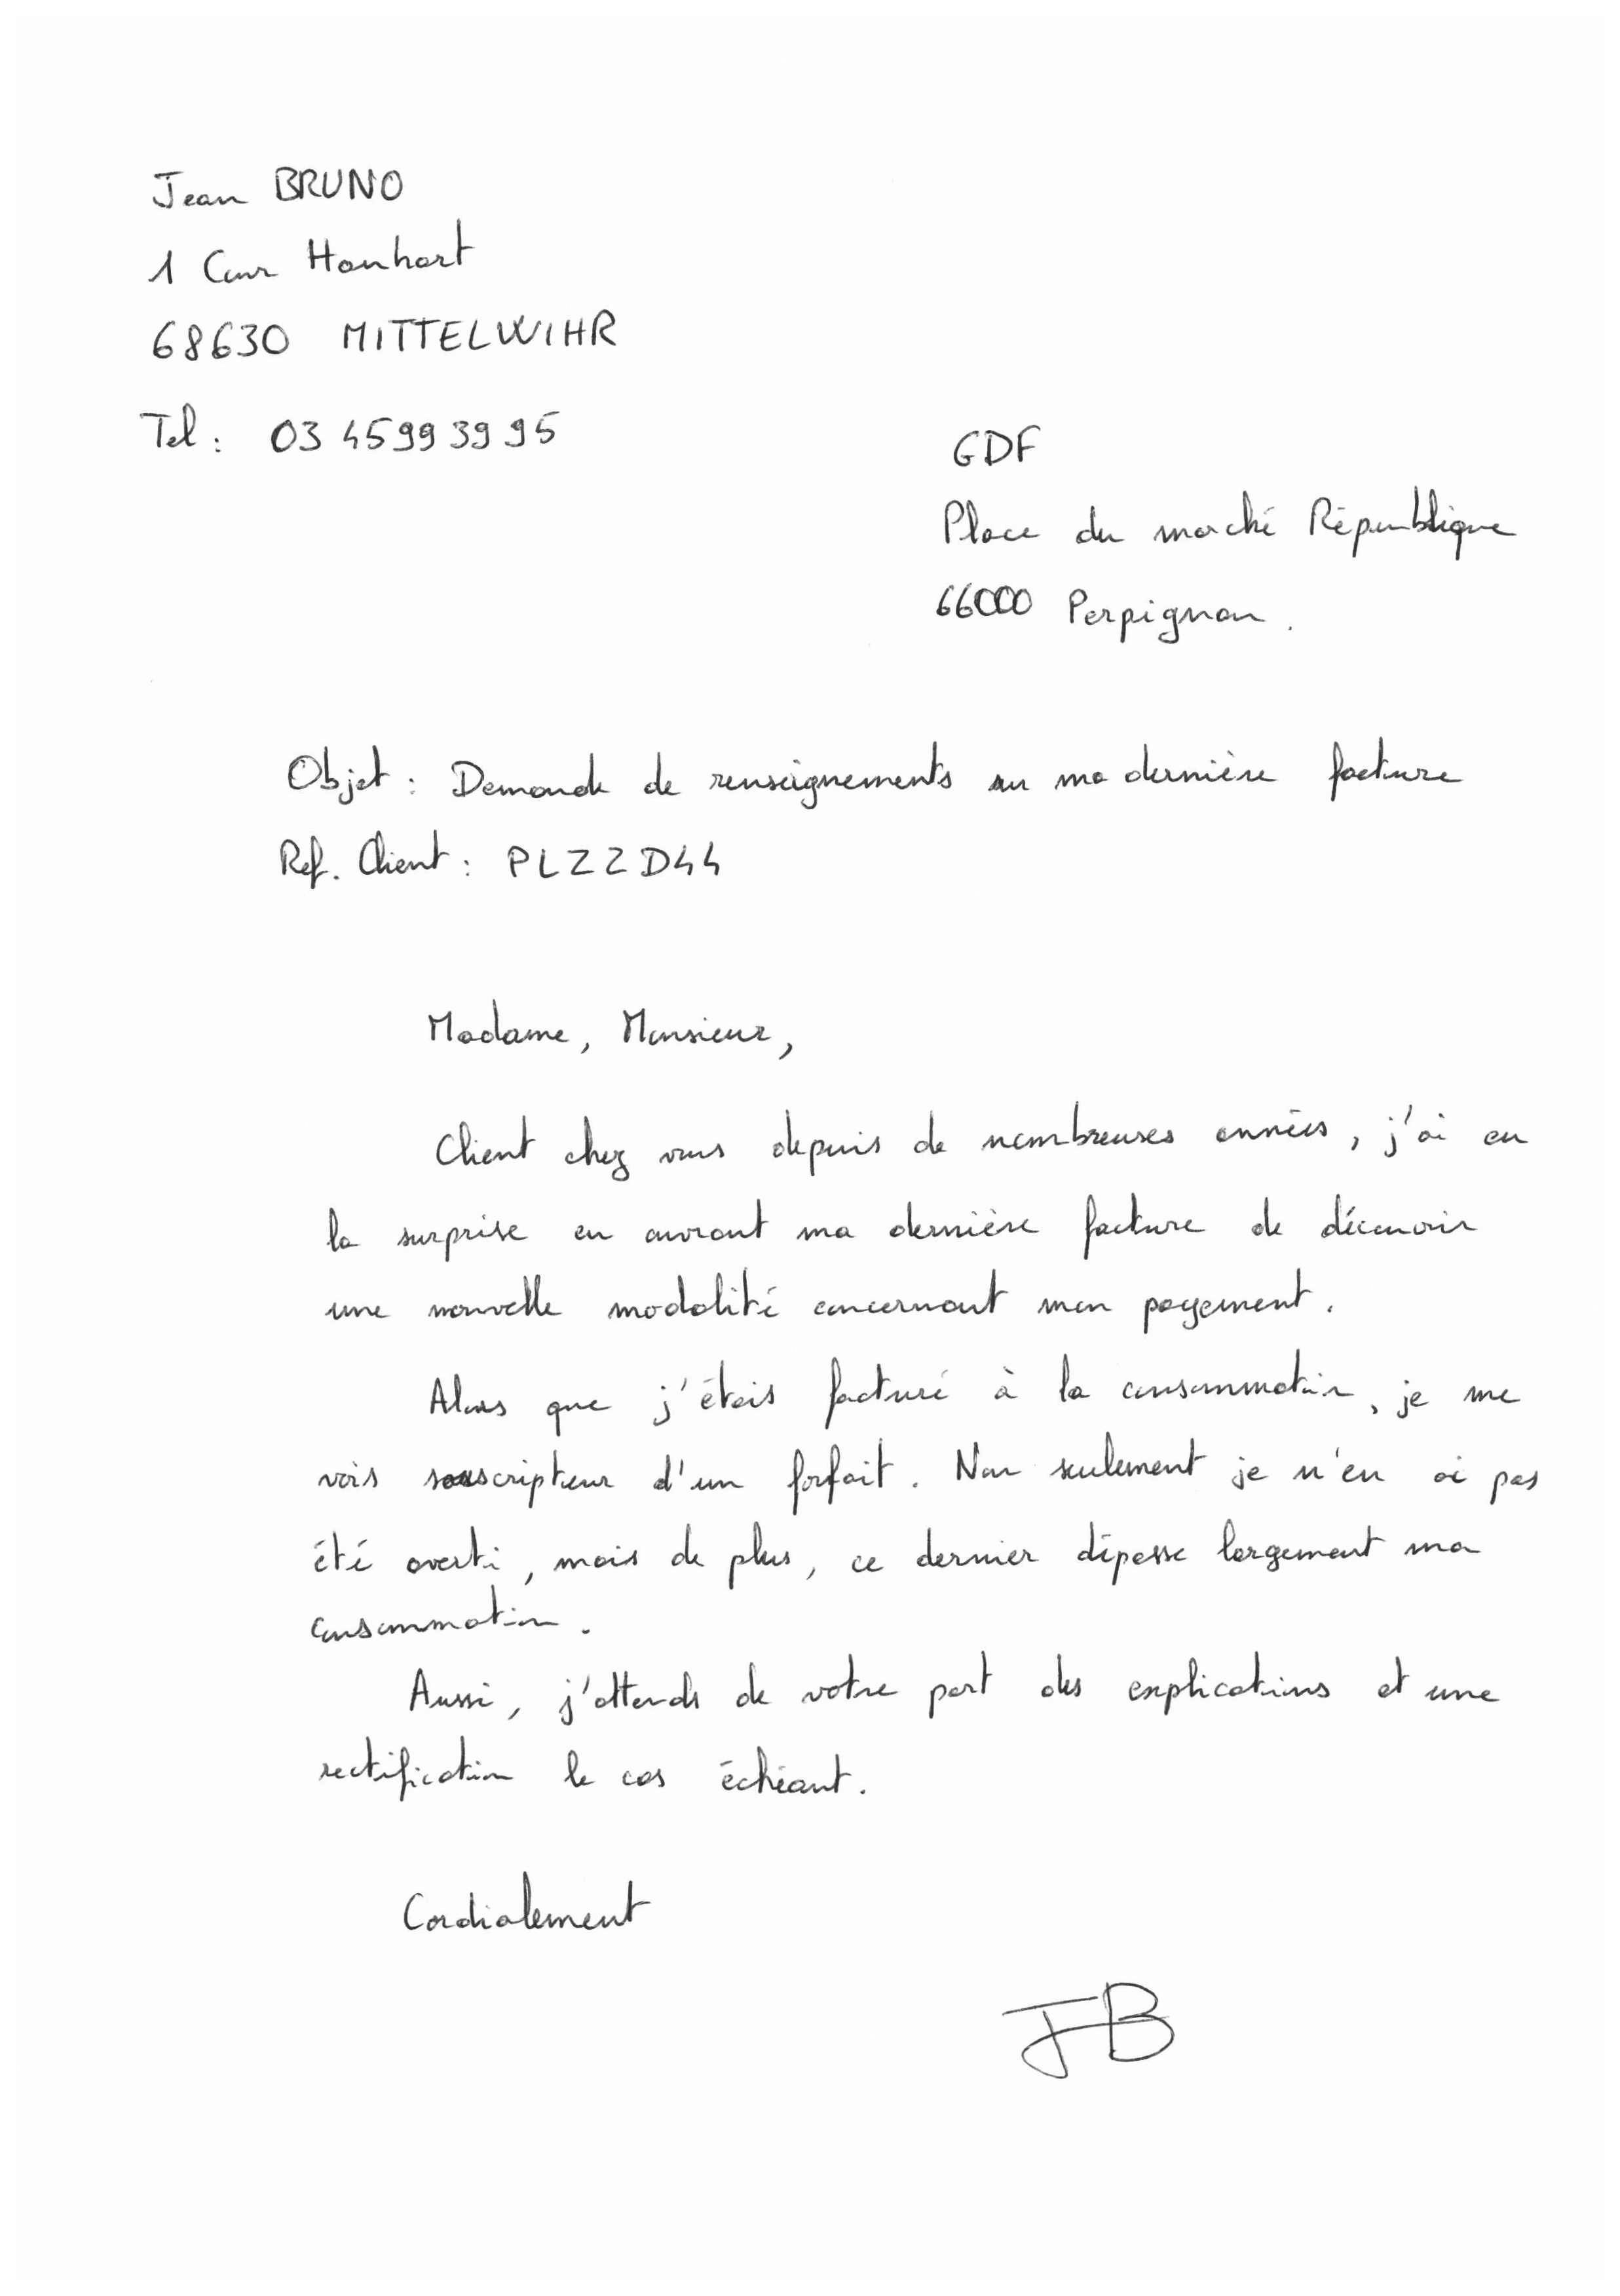 Jean BRUNO
1 Cour Hanhart
68630 MITTELWIHR
Tel : 03 45 99 39 95
GDF
Place du marché République
66000 Perpignan.
Objet : Demande de renseignements sur ma dernière facture
Ref. Client : PLZZD44
Madame, Monsieur,
Client chez vous depuis de nombreuses années, j'ai eu
la surprise en ouvrant ma dernière facture de découvrir
une nouvelle modalité concernant mon payement.
Alors que j'étais facturé à la consommation, je me
vois souscripteur d'un forfait. Non seulement je n'en ai pas
été averti, mais de plus, ce dernier dépasse largement ma
consommation.
Aussi, j'attends de votre part des explications et une
rectification le cas échéant.
Cordialement
JB